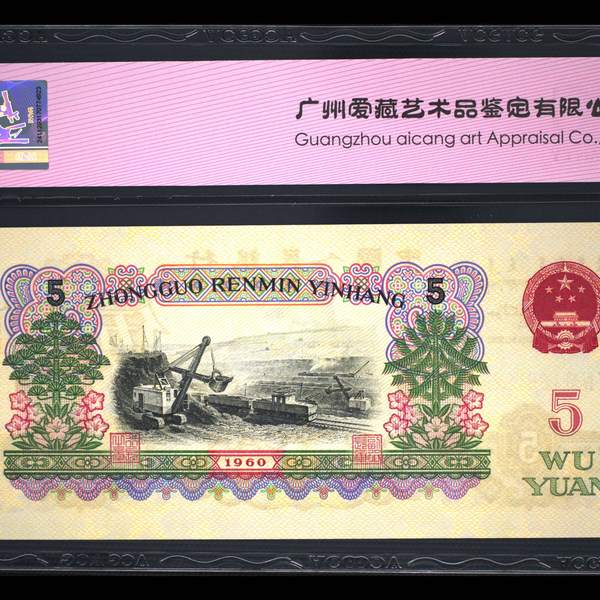 广州爱藏艺术品鉴定有限
Guangzhou aicang art Appraisal Co.,
5
ZHONGGUO RENMIN YINHANG
5
1960
5
WU
YUAN